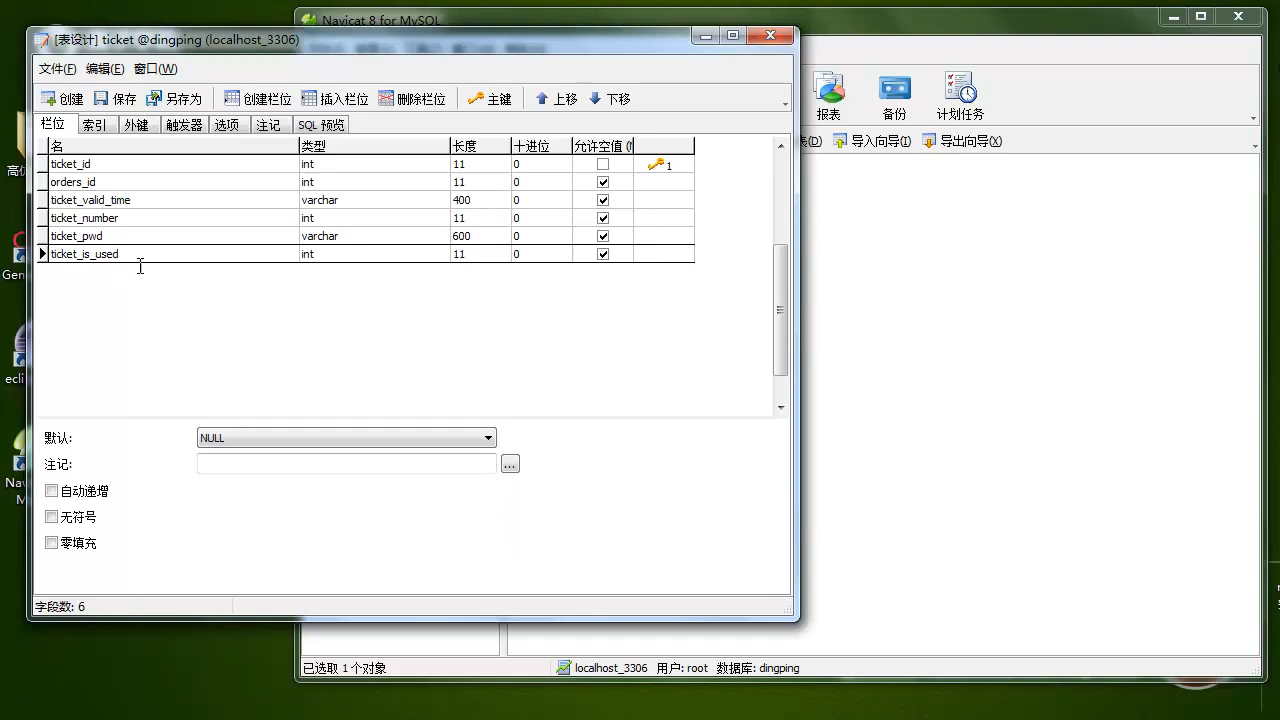 Navicat 8 for MySQL
[表设计] ticket @dingping (localhost_3306)
文件(F) 编辑(E) 窗口(W)
创建 保存 另存 创建栏位 插入栏位 删除栏位 主键 上移 下移
报表 备份 计划任务
栏位 索引 外键 触发器 选项 注记 SQL 预览
表(D) 导入向导(I) 导出向导(X)
名 类型 长度 十进位 允许空值 (
ticket_id int 11 0 1
orders_id int 11 0
ticket_valid_time varchar 400 0
ticket_number int 11 0
ticket_pwd varchar 600 0
ticket_is_used int 11 0
高
Gen
ecli
Nav
M
默认: NULL
注记: ...
自动递增
无符号
零填充
字段数: 6
已选取 1 个对象 localhost_3306 用户: root 数据库: dingping